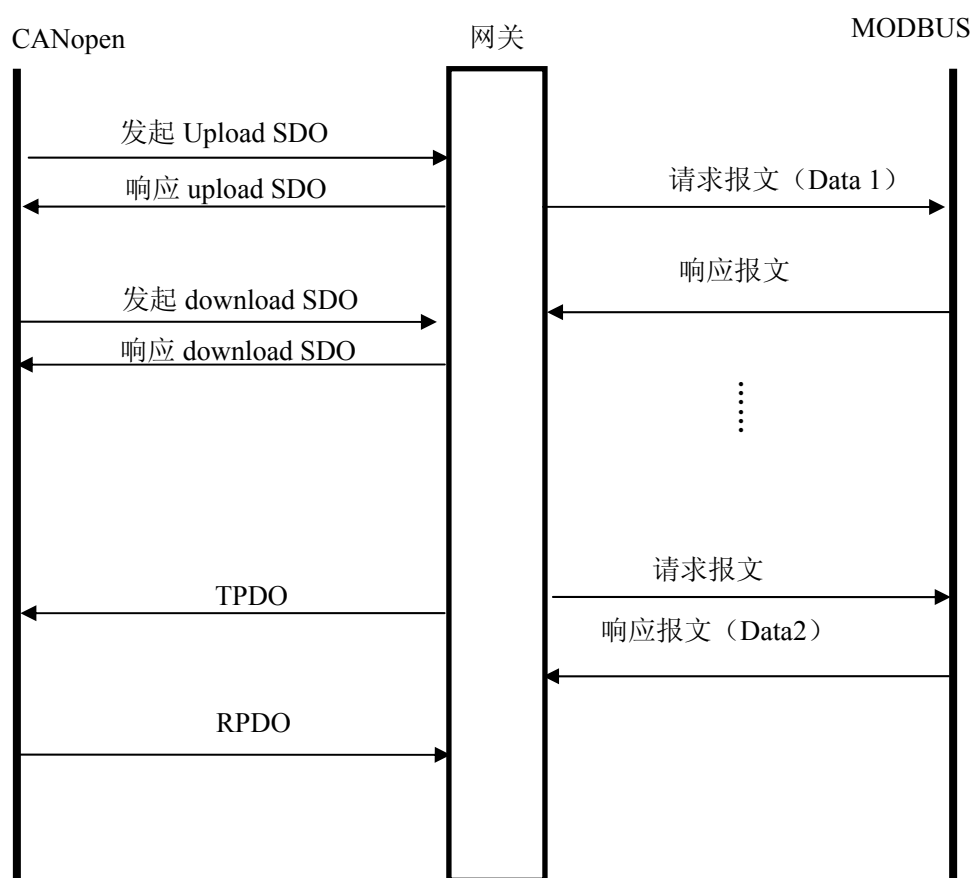 CANopen
网关
MODBUS
发起 Upload SDO
响应 upload SDO
请求报文（Data 1）
响应报文
发起 download SDO
响应 download SDO
请求报文
TPDO
响应报文（Data2）
RPDO